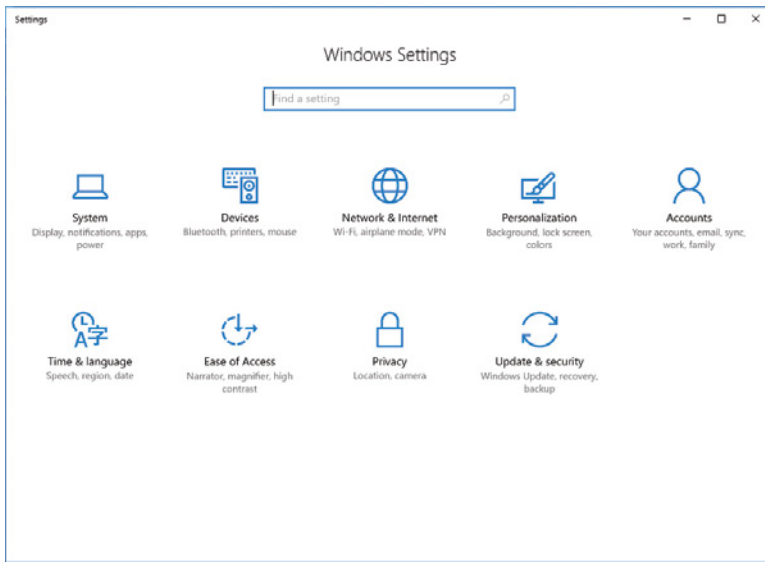 Settings
Windows Settings
Find a setting
System
Display, notifications, apps,
power
Devices
Bluetooth, printers, mouse
Network & Internet
Wi-Fi, airplane mode, VPN
Personalization
Background, lock screen,
colors
Accounts
Your accounts, email, sync,
work, family
A字
Time & language
Speech, region, date
Ease of Access
Narrator, magnifier, high
contrast
Privacy
Location, camera
Update & security
Windows Update, recovery,
backup